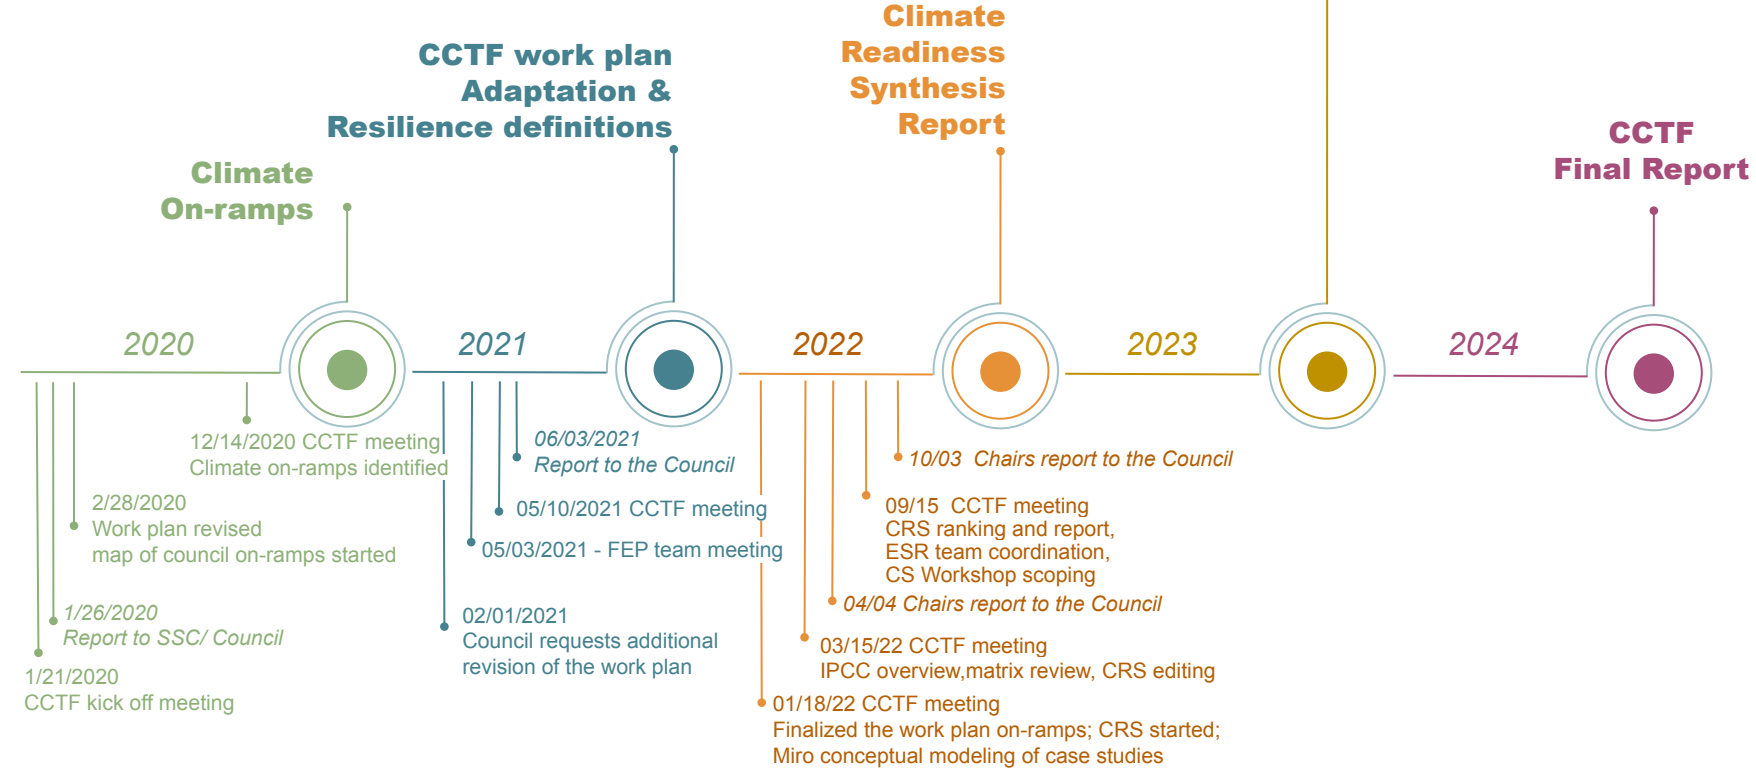 Climate
Readiness
Synthesis
Report
CCTF work plan
Adaptation &
Resilience definitions
Climate
On-ramps
CCTF
Final Report
2020
2021
2022
2023
2024
12/14/2020 CCTF meeting
Climate on-ramps identified
2/28/2020
Work plan revised
map of council on-ramps started
1/26/2020
Report to SSC/ Council
1/21/2020
CCTF kick off meeting
06/03/2021
Report to the Council
05/10/2021 CCTF meeting
05/03/2021 - FEP team meeting
02/01/2021
Council requests additional
revision of the work plan
10/03  Chairs report to the Council
09/15  CCTF meeting
CRS ranking and report,
ESR team coordination,
CS Workshop scoping
04/04 Chairs report to the Council
03/15/22 CCTF meeting
IPCC overview,matrix review, CRS editing
01/18/22 CCTF meeting
Finalized the work plan on-ramps; CRS started;
Miro conceptual modeling of case studies